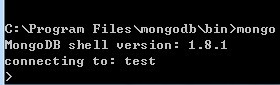 C:\Program Files\mongodb\bin>mongo
MongoDB shell version: 1.8.1
connecting to: test
>